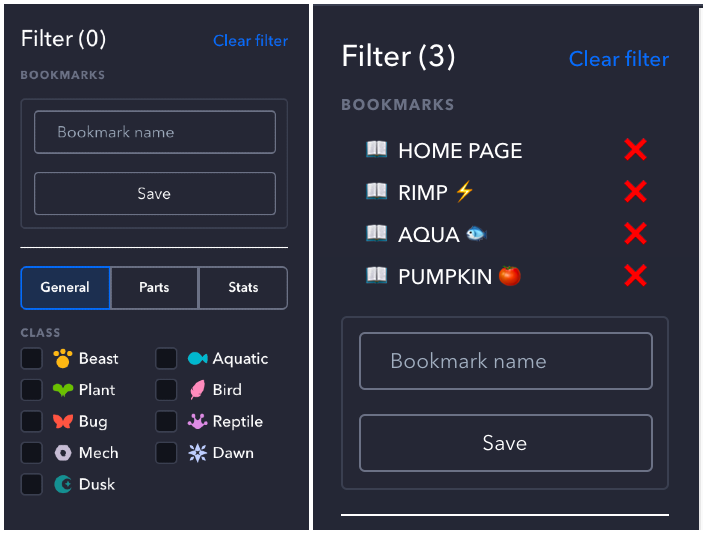 Filter (0)
Clear filter
BOOKMARKS
Bookmark name
Save
General
Parts
Stats
CLASS
Beast
Aquatic
Plant
Bird
Bug
Reptile
Mech
Dawn
Dusk
Filter (3)
Clear filter
BOOKMARKS
HOME PAGE
RIMP ⚡
AQUA 🐟
PUMPKIN 🍅
Bookmark name
Save